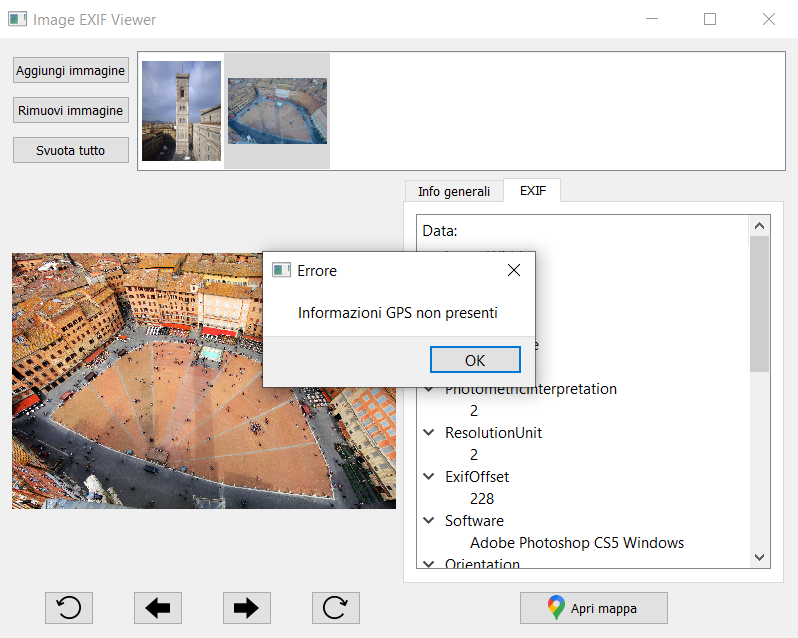 Image EXIF Viewer
Aggiungi immagine
Rimuovi immagine
Svuota tutto
Info generali
EXIF
Data:
Errore
Informazioni GPS non presenti
OK
PhotometricInterpretation
2
ResolutionUnit
2
ExifOffset
228
Software
Adobe Photoshop CS5 Windows
Orientation
Apri mappa